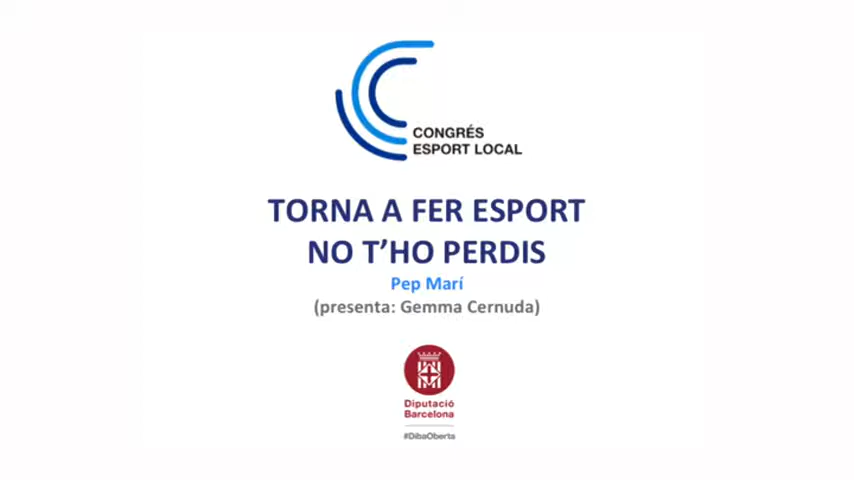 CONGRÉS
ESPORT LOCAL
TORNA A FER ESPORT
NO T’HO PERDIS
Pep Marí
(presenta: Gemma Cernuda)
Diputació
Barcelona
#DibaOberta